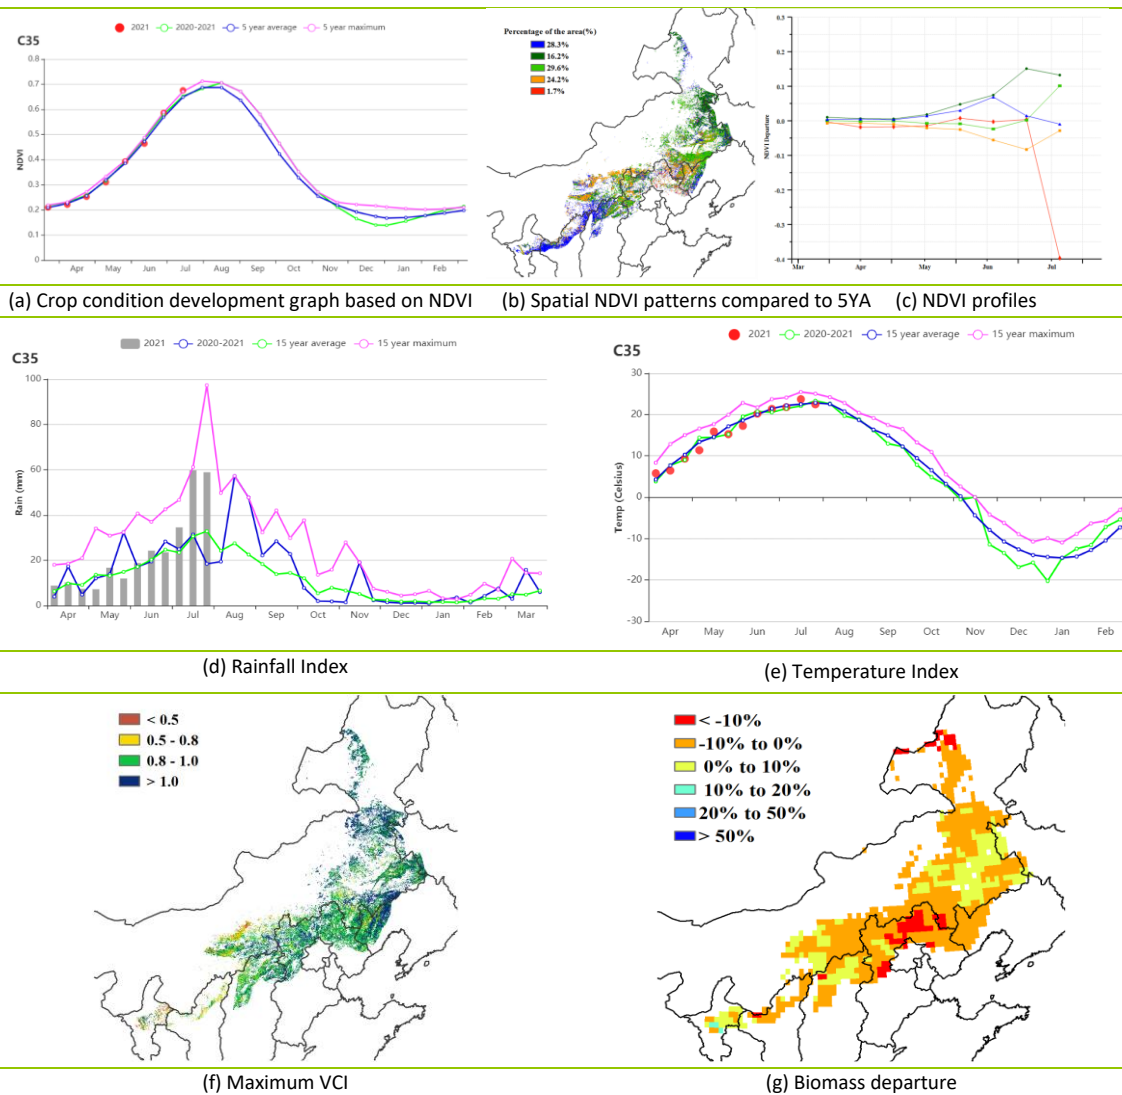 2021 2020-2021 5 year average 5 year maximum
C35
0.8
0.7
0.6
0.5
0.4
0.3
0.2
0.1
0
NDVI
Apr May Jun Jul Aug Sep Oct Nov Dec Jan Feb
Percentage of the area(%)
28.3%
16.2%
29.6%
24.2%
1.7%
0.3
0.2
0.1
0.0
-0.1
-0.2
-0.3
-0.4
NDVI Departure
Mar Apr May Jun Jul
(a) Crop condition development graph based on NDVI (b) Spatial NDVI patterns compared to 5YA (c) NDVI profiles
2021 2020-2021 15 year average 15 year maximum
C35
100
80
60
40
20
0
Rain (mm)
Apr May Jun Jul Aug Sep Oct Nov Dec Jan Feb Mar
2021 2020-2021 15 year average 15 year maximum
C35
30
20
10
0
-10
-20
-30
Temp (Celsius)
Apr May Jun Jul Aug Sep Oct Nov Dec Jan Feb
(d) Rainfall Index
(e) Temperature Index
< 0.5
0.5 - 0.8
0.8 - 1.0
> 1.0
< -10%
-10% to 0%
0% to 10%
10% to 20%
20% to 50%
> 50%
(f) Maximum VCI
(g) Biomass departure